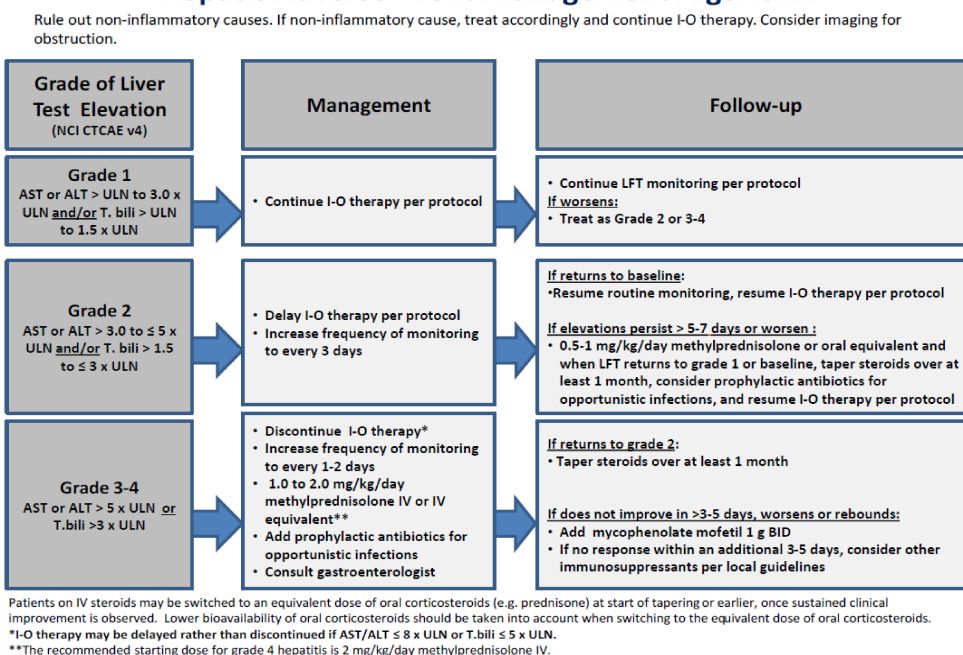 Rule out non-inflammatory causes. If non-inflammatory cause, treat accordingly and continue I-O therapy. Consider imaging for
obstruction.
Grade of Liver
Test Elevation
(NCI CTCAE v4)
Management
Follow-up
Grade 1
AST or ALT > ULN to 3.0 x
ULN and/or T. bili > ULN
to 1.5 x ULN
• Continue I-O therapy per protocol
• Continue LFT monitoring per protocol
If worsens:
• Treat as Grade 2 or 3-4
Grade 2
AST or ALT > 3.0 to ≤ 5 x
ULN and/or T. bili > 1.5
to ≤ 3 x ULN
• Delay I-O therapy per protocol
• Increase frequency of monitoring
to every 3 days
If returns to baseline:
•Resume routine monitoring, resume I-O therapy per protocol
If elevations persist > 5-7 days or worsen :
• 0.5-1 mg/kg/day methylprednisolone or oral equivalent and
when LFT returns to grade 1 or baseline, taper steroids over at
least 1 month, consider prophylactic antibiotics for
opportunistic infections, and resume I-O therapy per protocol
Grade 3-4
AST or ALT > 5 x ULN or
T.bili >3 x ULN
• Discontinue I-O therapy*
• Increase frequency of monitoring
to every 1-2 days
• 1.0 to 2.0 mg/kg/day
methylprednisolone IV or IV
equivalent**
• Add prophylactic antibiotics for
opportunistic infections
• Consult gastroenterologist
If returns to grade 2:
• Taper steroids over at least 1 month
If does not improve in >3-5 days, worsens or rebounds:
• Add mycophenolate mofetil 1 g BID
• If no response within an additional 3-5 days, consider other
immunosuppressants per local guidelines
Patients on IV steroids may be switched to an equivalent dose of oral corticosteroids (e.g. prednisone) at start of tapering or earlier, once sustained clinical
improvement is observed. Lower bioavailability of oral corticosteroids should be taken into account when switching to the equivalent dose of oral corticosteroids.
*I-O therapy may be delayed rather than discontinued if AST/ALT ≤ 8 x ULN or T.bili ≤ 5 x ULN.
**The recommended starting dose for grade 4 hepatitis is 2 mg/kg/day methylprednisolone IV.